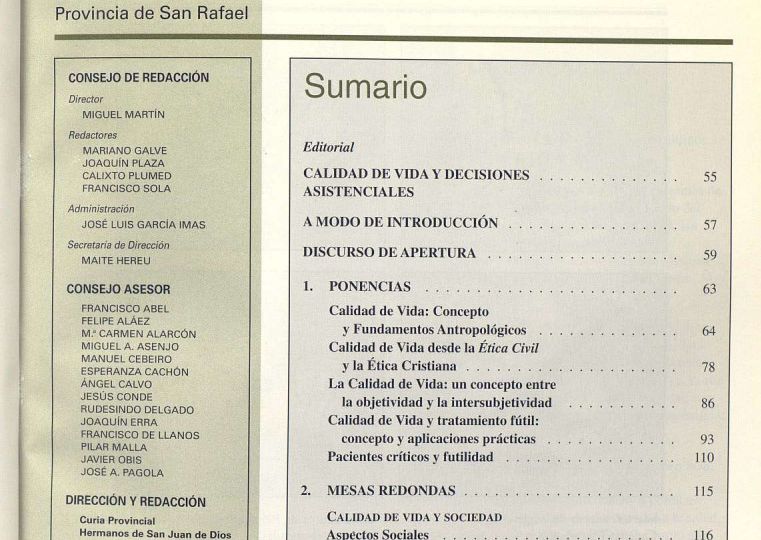 Provincia de San Rafael
CONSEJO DE REDACCIÓN
Director
MIGUEL MARTÍN
Redactores
MARIANO GALVE
JOAQUÍN PLAZA
CALIXTO PLUMED
FRANCISCO SOLA
Administración
JOSÉ LUIS GARCÍA IMAS
Secretaría de Dirección
MAITE HEREU
CONSEJO ASESOR
FRANCISCO ABEL
FELIPE ALÁEZ
M.ª CARMEN ALARCÓN
MIGUEL A. ASENJO
MANUEL CEBEIRO
ESPERANZA CACHÓN
ÁNGEL CALVO
JESÚS CONDE
RUDESINDO DELGADO
JOAQUÍN ERRA
FRANCISCO DE LLANOS
PILAR MALLA
JAVIER OBIS
JOSÉ A. PAGOLA
DIRECCIÓN Y REDACCIÓN
Curia Provincial
Hermanos de San Juan de Dios
Sumario
Editorial
CALIDAD DE VIDA Y DECISIONES . . . . . . . . . . . . . 55
ASISTENCIALES
A MODO DE INTRODUCCIÓN . . . . . . . . . . . . . . . . 57
DISCURSO DE APERTURA . . . . . . . . . . . . . . . . . . 59
1. PONENCIAS . . . . . . . . . . . . . . . . . . . . . . . . 63
Calidad de Vida: Concepto
y Fundamentos Antropológicos . . . . . . . . . . . . . 64
Calidad de Vida desde la Ética Civil
y la Ética Cristiana . . . . . . . . . . . . . . . . . . . . 78
La Calidad de Vida: un concepto entre
la objetividad y la intersubjetividad . . . . . . . . . . 86
Calidad de Vida y tratamiento fútil:
concepto y aplicaciones prácticas . . . . . . . . . . . . 93
Pacientes críticos y futilidad . . . . . . . . . . . . . . . . 110
2. MESAS REDONDAS . . . . . . . . . . . . . . . . . . . . 115
CALIDAD DE VIDA Y SOCIEDAD
Aspectos Sociales . . . . . . . . . . . . . . . . . . . . . . 116